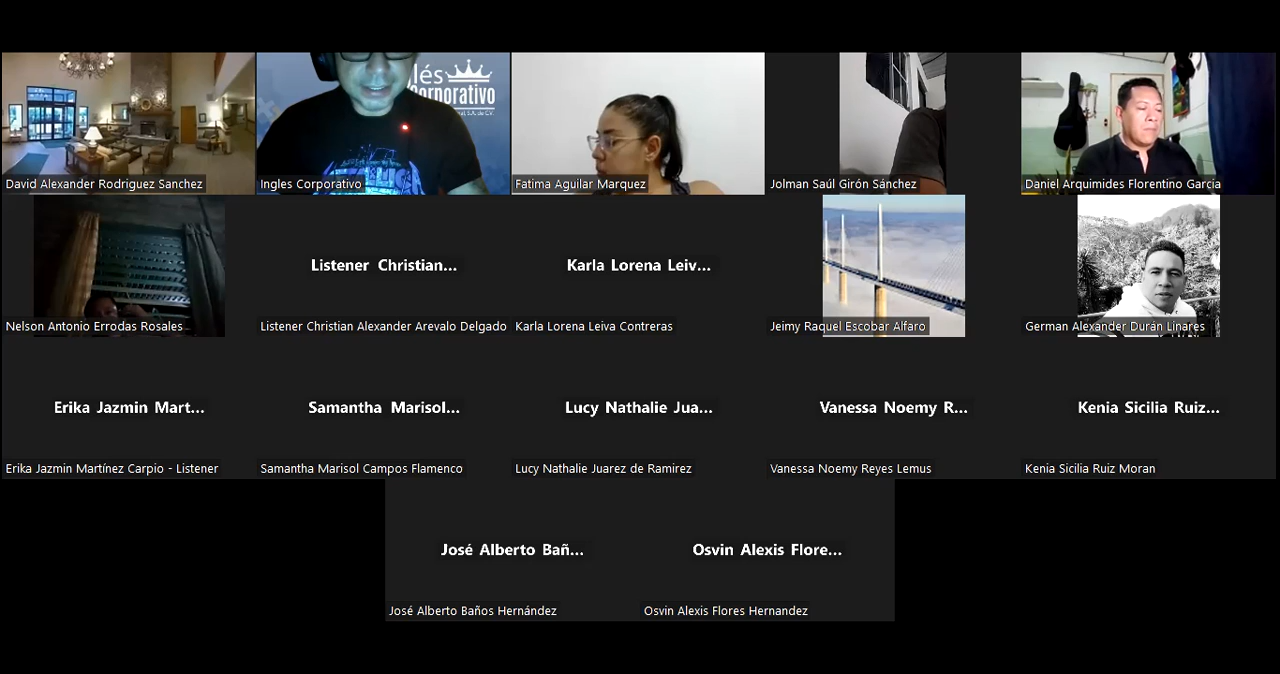 lés
corporativo
David Alexander Rodriguez Sanchez
Ingles Corporativo
Fatima Aguilar Marquez
Jolman Saúl Girón Sánchez
Daniel Arquimides Florentino Garcia
Listener Christian...
Karla Lorena Leiv...
Nelson Antonio Errodas Rosales
Listener Christian Alexander Arevalo Delgado
Karla Lorena Leiva Contreras
Jeimy Raquel Escobar Alfaro
German Alexander Durán Linares
Erika Jazmin Mart...
Samantha Marisol...
Lucy Nathalie Jua...
Vanessa Noemy R...
Kenia Sicilia Ruiz...
Erika Jazmin Martínez Carpio - Listener
Samantha Marisol Campos Flamenco
Lucy Nathalie Juarez de Ramirez
Vanessa Noemy Reyes Lemus
Kenia Sicilia Ruiz Moran
José Alberto Bañ...
Osvin Alexis Flore...
José Alberto Baños Hernández
Osvin Alexis Flores Hernandez